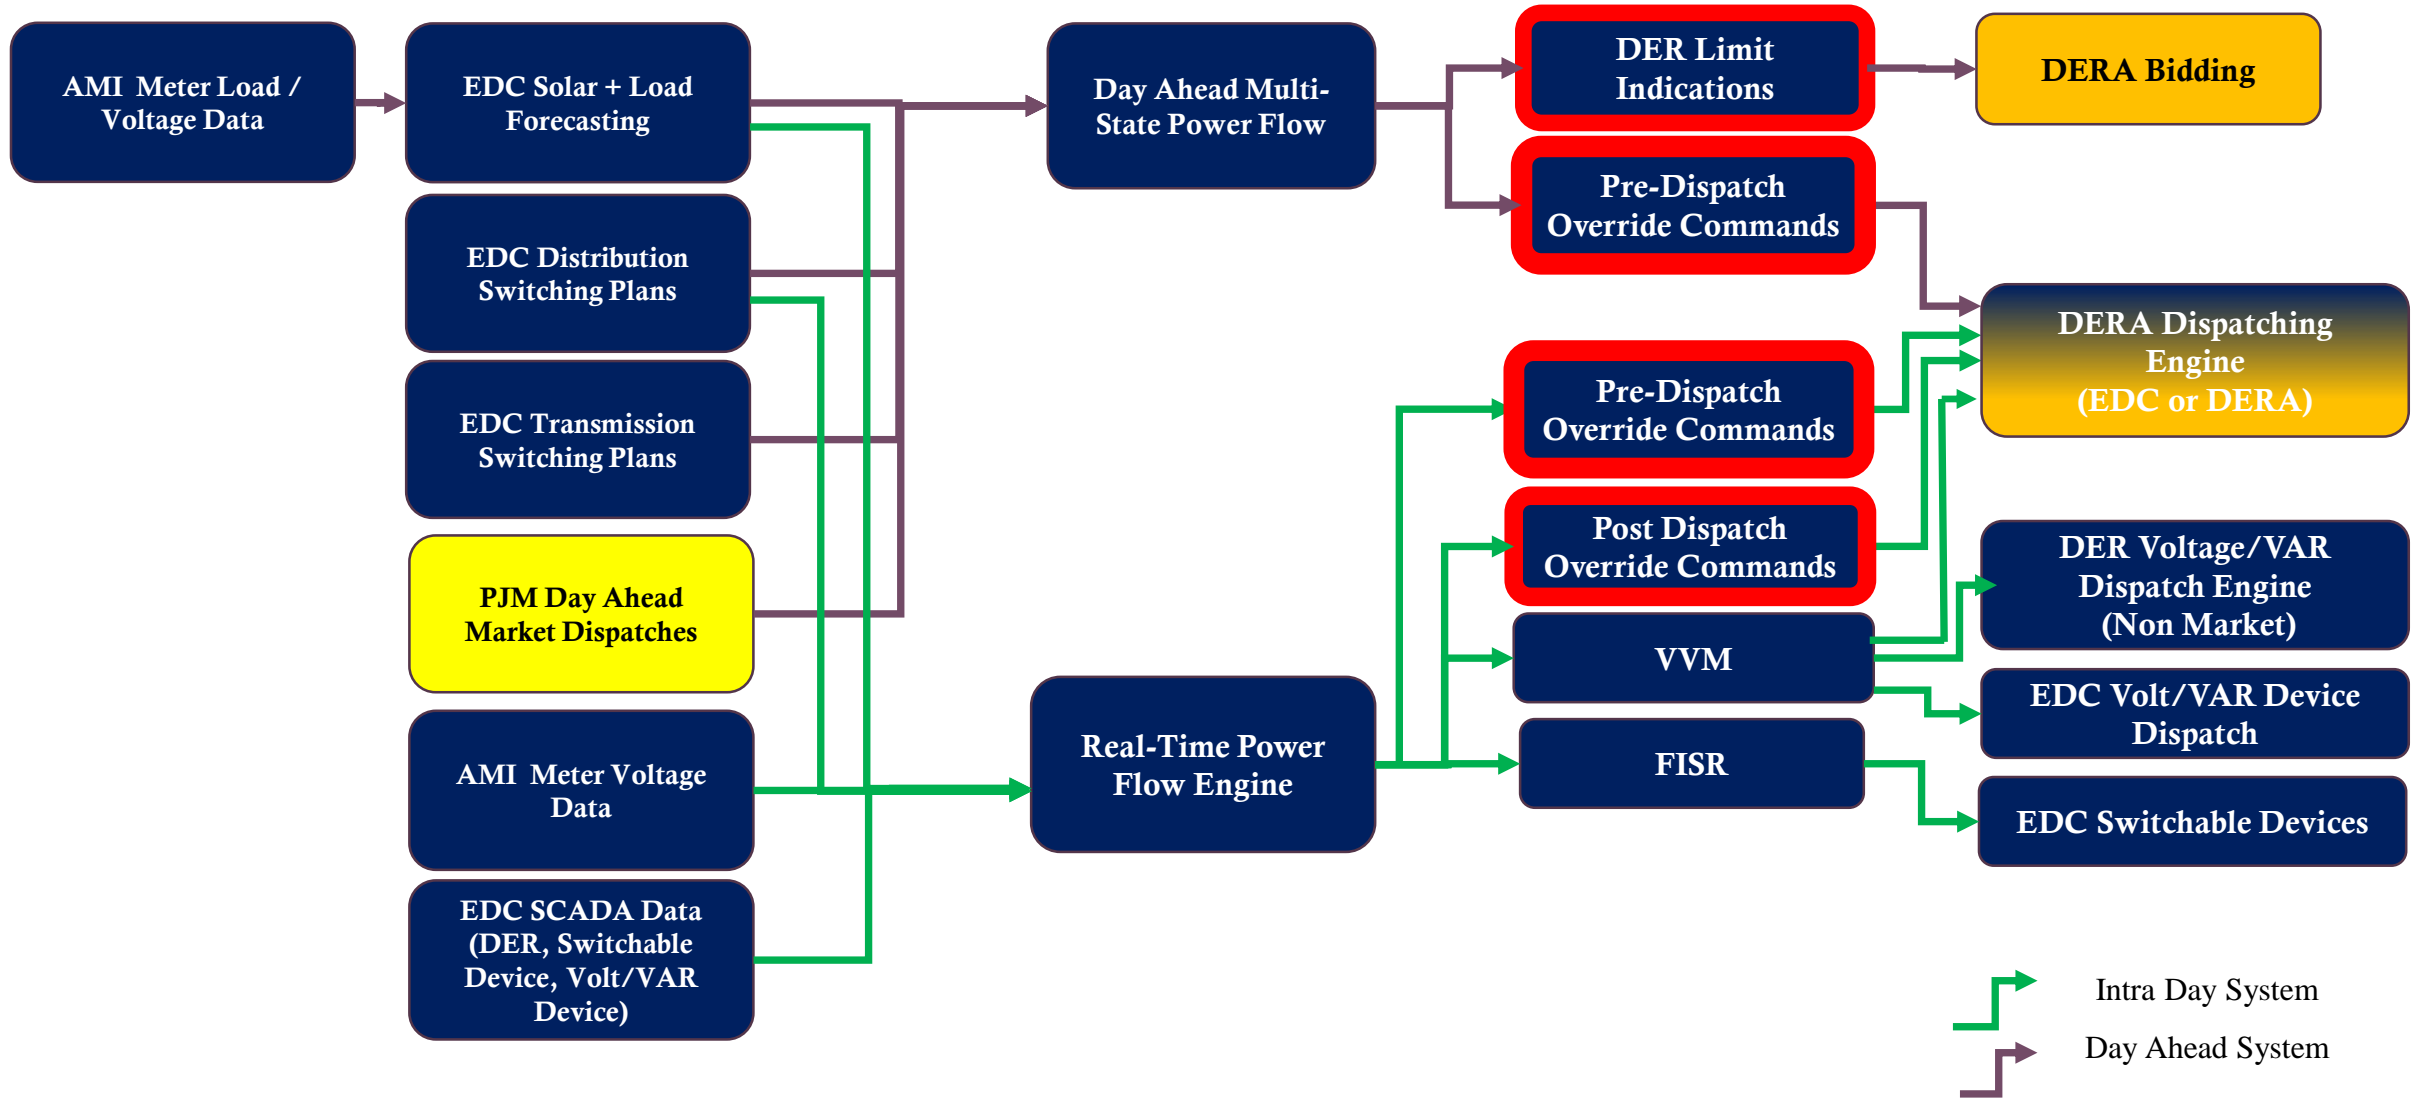 AMI Meter Load /
Voltage Data
EDC Solar + Load
Forecasting
EDC Distribution
Switching Plans
EDC Transmission
Switching Plans
PJM Day Ahead
Market Dispatches
AMI Meter Voltage
Data
EDC SCADA Data
(DER, Switchable
Device, Volt/VAR
Device)
Day Ahead Multi-
State Power Flow
Real-Time Power
Flow Engine
DER Limit
Indications
Pre-Dispatch
Override Commands
Pre-Dispatch
Override Commands
Post Dispatch
Override Commands
VVM
FISR
DERA Bidding
DERA Dispatching
Engine
(EDC or DERA)
DER Voltage/VAR
Dispatch Engine
(Non Market)
EDC Volt/VAR Device
Dispatch
EDC Switchable Devices
Intra Day System
Day Ahead System